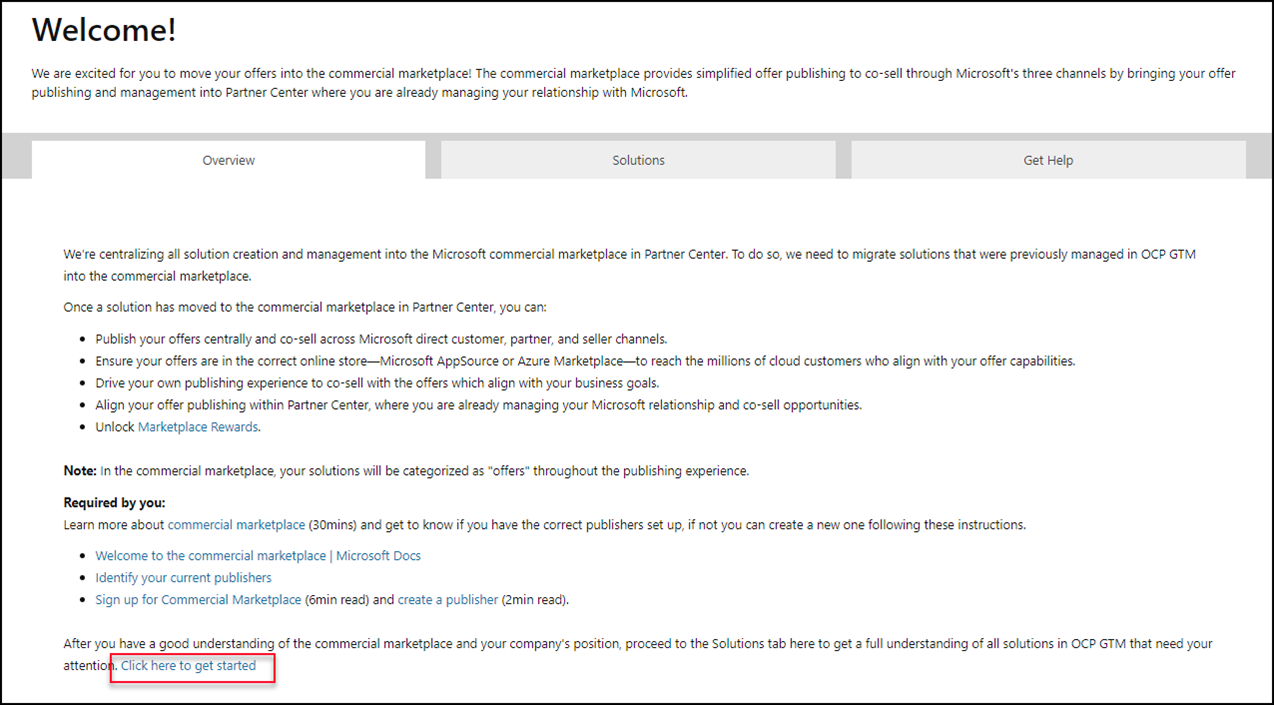 Welcome!
We are excited for you to move your offers into the commercial marketplace! The commercial marketplace provides simplified offer publishing to co-sell through Microsoft's three channels by bringing your offer
publishing and management into Partner Center where you are already managing your relationship with Microsoft.
Overview
Solutions
Get Help
We're centralizing all solution creation and management into the Microsoft commercial marketplace in Partner Center. To do so, we need to migrate solutions that were previously managed in OCP GTM
into the commercial marketplace.
Once a solution has moved to the commercial marketplace in Partner Center, you can:
• Publish your offers centrally and co-sell across Microsoft direct customer, partner, and seller channels.
• Ensure your offers are in the correct online store—Microsoft AppSource or Azure Marketplace—to reach the millions of cloud customers who align with your offer capabilities.
• Drive your own publishing experience to co-sell with the offers which align with your business goals.
• Align your offer publishing within Partner Center, where you are already managing your Microsoft relationship and co-sell opportunities.
• Unlock Marketplace Rewards.
Note: In the commercial marketplace, your solutions will be categorized as "offers" throughout the publishing experience.
Required by you:
Learn more about commercial marketplace (30mins) and get to know if you have the correct publishers set up, if not you can create a new one following these instructions.
• Welcome to the commercial marketplace | Microsoft Docs
• Identify your current publishers
• Sign up for Commercial Marketplace (6min read) and create a publisher (2min read).
After you have a good understanding of the commercial marketplace and your company's position, proceed to the Solutions tab here to get a full understanding of all solutions in OCP GTM that need your
attention. Click here to get started